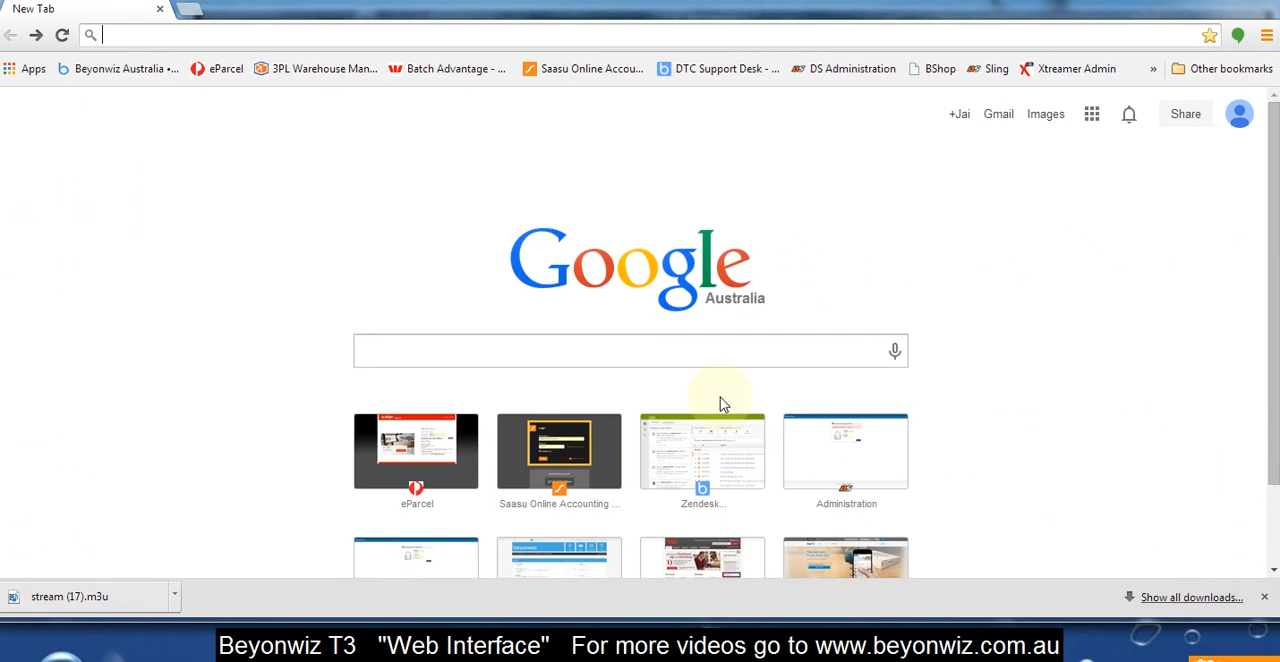 New Tab
Apps Beyonwiz Australia •... eParcel 3PL Warehouse Man... Batch Advantage - ... Saasu Online Accou... DTC Support Desk - ... DS Administration BShop Sling Xtreamer Admin » Other bookmarks
+Jai Gmail Images Share
Google
Australia
eParcel Saasu Online Accounting ... Zendesk... Administration
beyonwiz
stream (17).m3u Show all downloads...
Beyonwiz T3 "Web Interface" For more videos go to www.beyonwiz.com.au